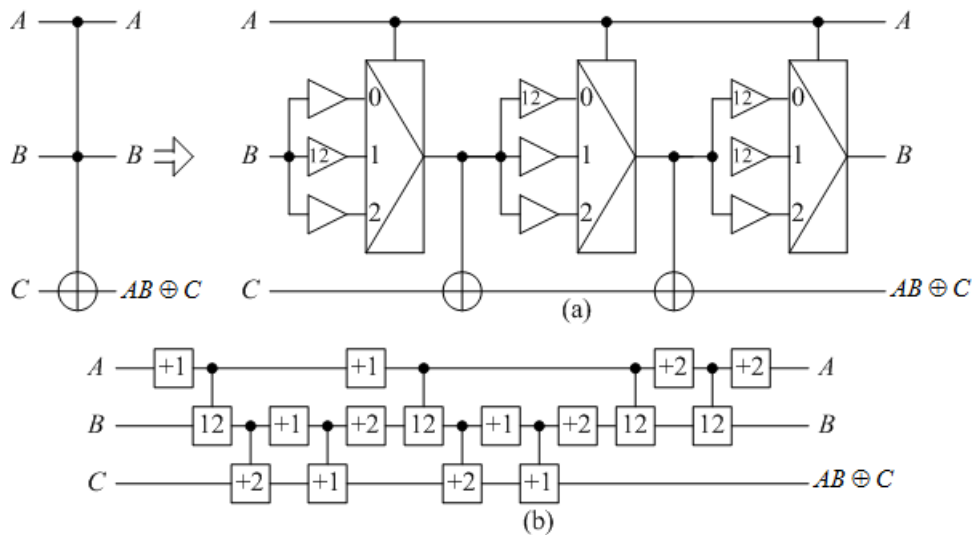 A A A A
0 0 0
12 12
B B B 12 1 1 12 1 B
2 2 2
C AB ⊕ C C AB ⊕ C
(a)
A +1 +1 +2 +2 A
B 12 +1 +2 12 +1 +2 12 12 B
C +2 +1 +2 +1 AB ⊕ C
(b)